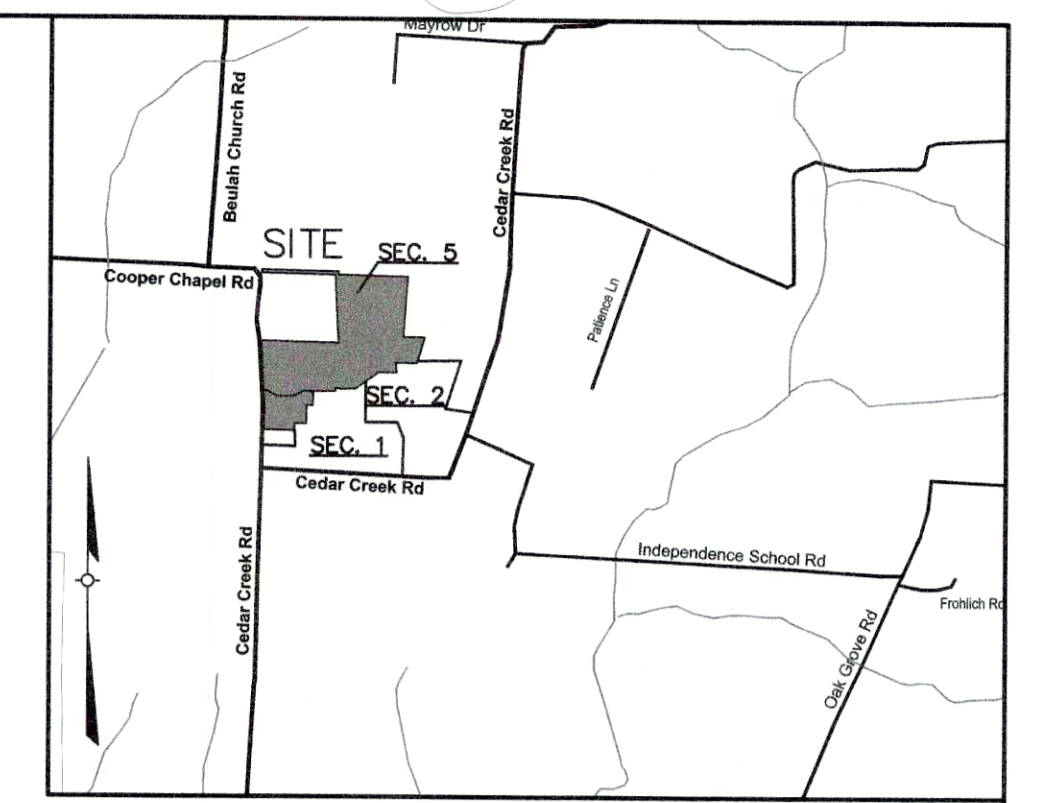 Mayrow Dr
Beulah Church Rd
Cedar Creek Rd
SITE
SEC. 5
Cooper Chapel Rd
Patience Ln
SEC. 2
SEC. 1
Cedar Creek Rd
Cedar Creek Rd
Independence School Rd
Frohlich Rd
Oak Grove Rd